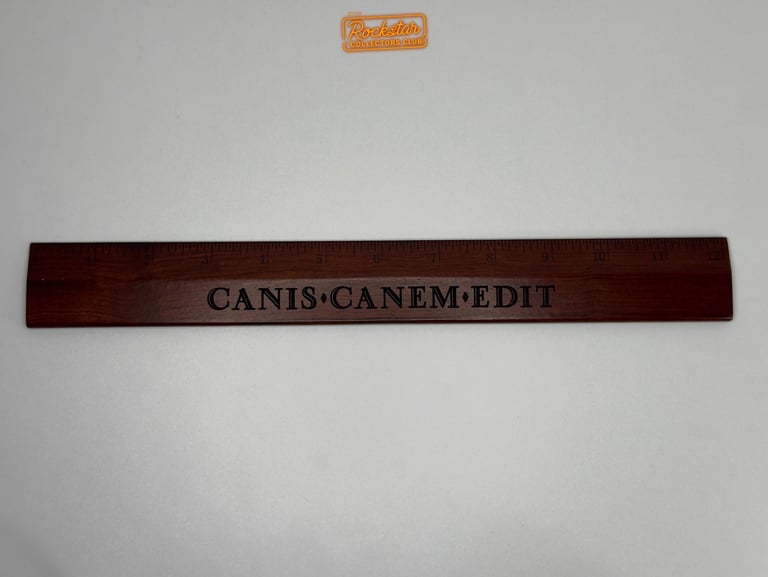 Rockstar
COLLECTORS CLUB
1 2 3 4 5 6 7 8 9 10 11 12
CANIS♦CANEM♦EDIT